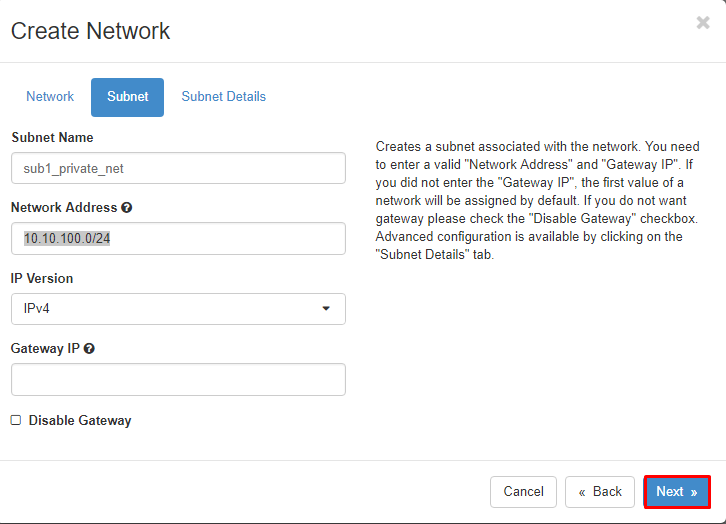 Create Network
×
Network
Subnet
Subnet Details
Subnet Name
sub1_private_net
Network Address
10.10.100.0/24
IP Version
IPv4
Gateway IP
Disable Gateway
Creates a subnet associated with the network. You need
to enter a valid "Network Address" and "Gateway IP". If
you did not enter the "Gateway IP", the first value of a
network will be assigned by default. If you do not want
gateway please check the "Disable Gateway" checkbox.
Advanced configuration is available by clicking on the
"Subnet Details" tab.
Cancel
« Back
Next »